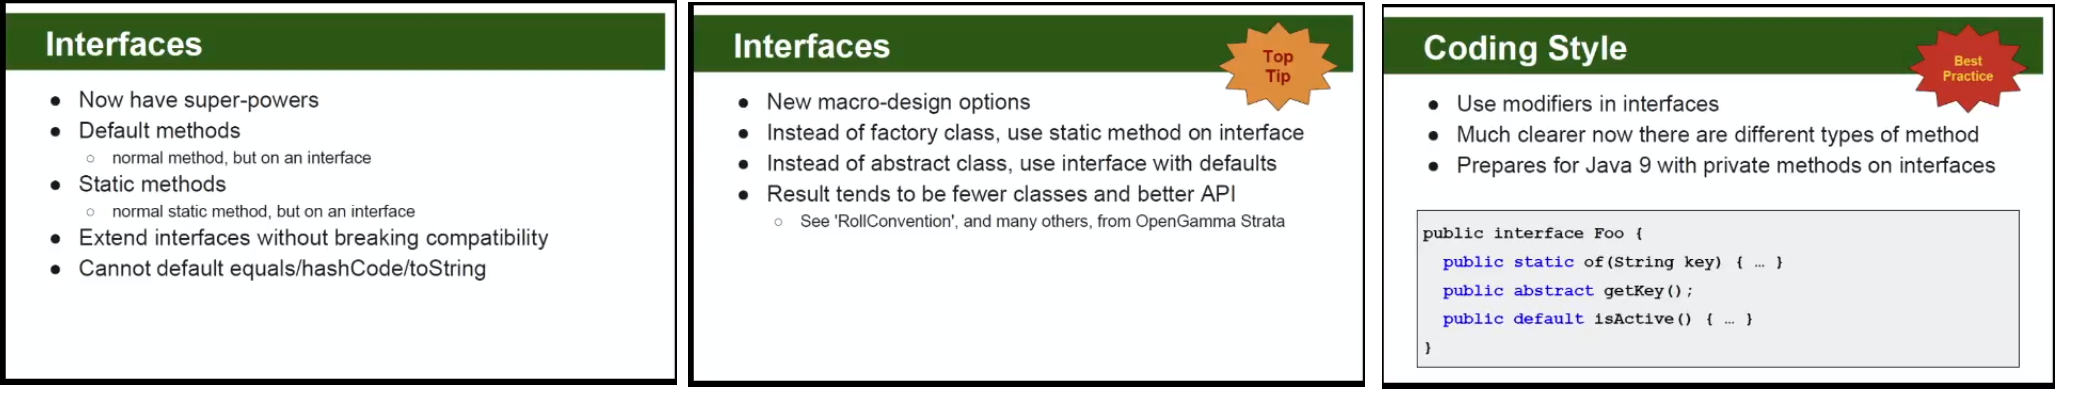 Interfaces
● Now have super-powers
● Default methods
○ normal method, but on an interface
● Static methods
○ normal static method, but on an interface
● Extend interfaces without breaking compatibility
● Cannot default equals/hashCode/toString
Interfaces
Top
Tip
● New macro-design options
● Instead of factory class, use static method on interface
● Instead of abstract class, use interface with defaults
● Result tends to be fewer classes and better API
○ See 'RollConvention', and many others, from OpenGamma Strata
Coding Style
Best
Practice
● Use modifiers in interfaces
● Much clearer now there are different types of method
● Prepares for Java 9 with private methods on interfaces
public interface Foo {
public static of(String key) { … }
public abstract getKey();
public default isActive() { … }
}